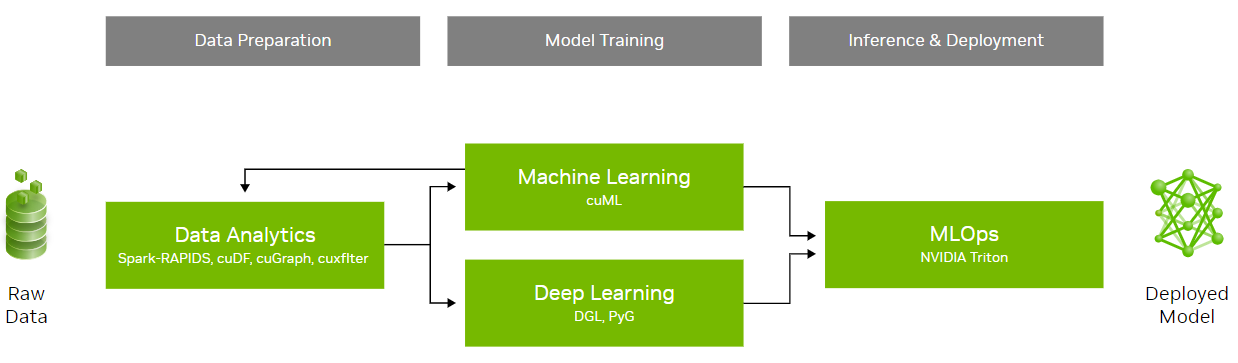 Data Preparation
Model Training
Inference & Deployment
Raw
Data
Data Analytics
Spark-RAPIDS, cuDF, cuGraph, cuxflter
Machine Learning
cuML
Deep Learning
DGL, PyG
MLOps
NVIDIA Triton
Deployed
Model